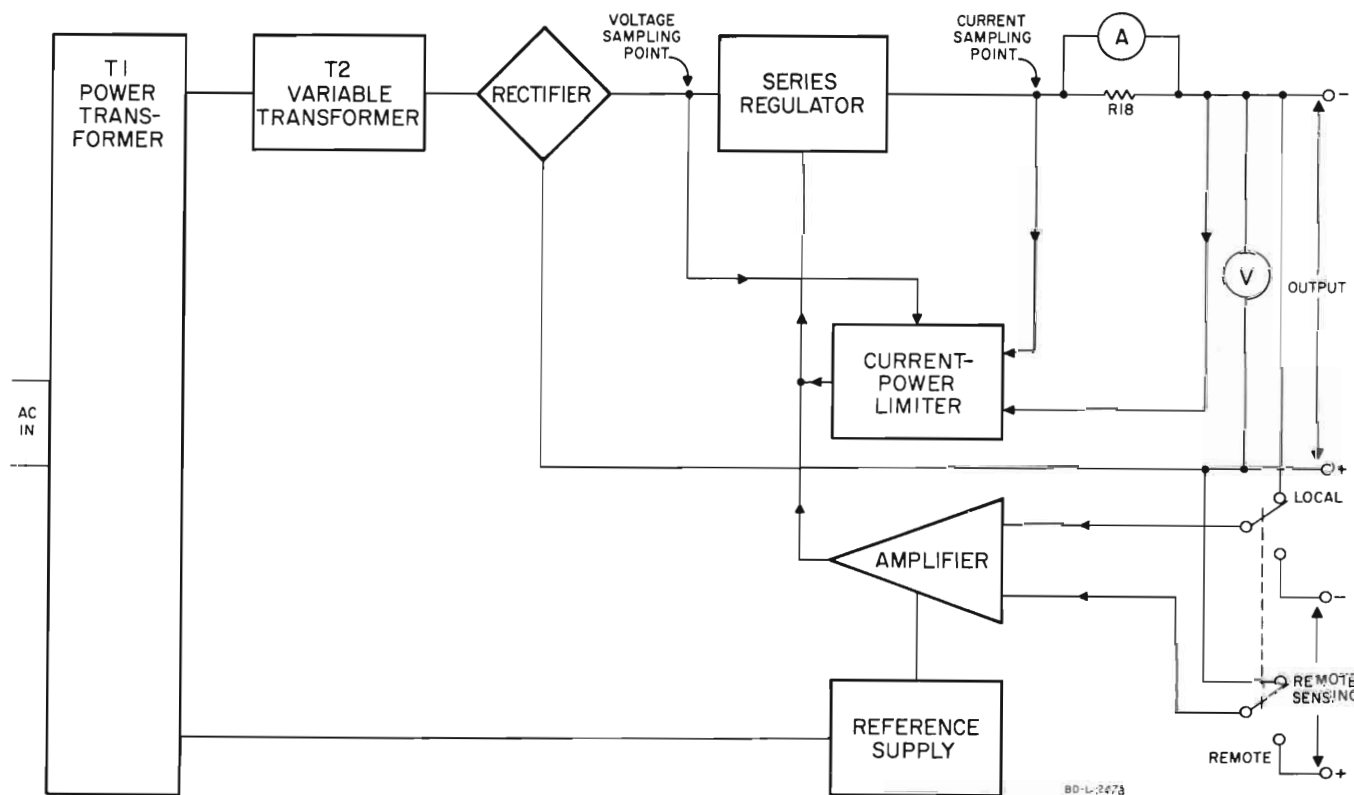 T1
POWER
TRANS-
FORMER
T2
VARIABLE
TRANSFORMER
RECTIFIER
VOLTAGE
SAMPLING
POINT
SERIES
REGULATOR
CURRENT
SAMPLING
POINT
A
R18
-
V
OUTPUT
CURRENT-
POWER
LIMITER
AC
IN
+
LOCAL
AMPLIFIER
-
REMOTE
SENSING
REFERENCE
SUPPLY
REMOTE
+